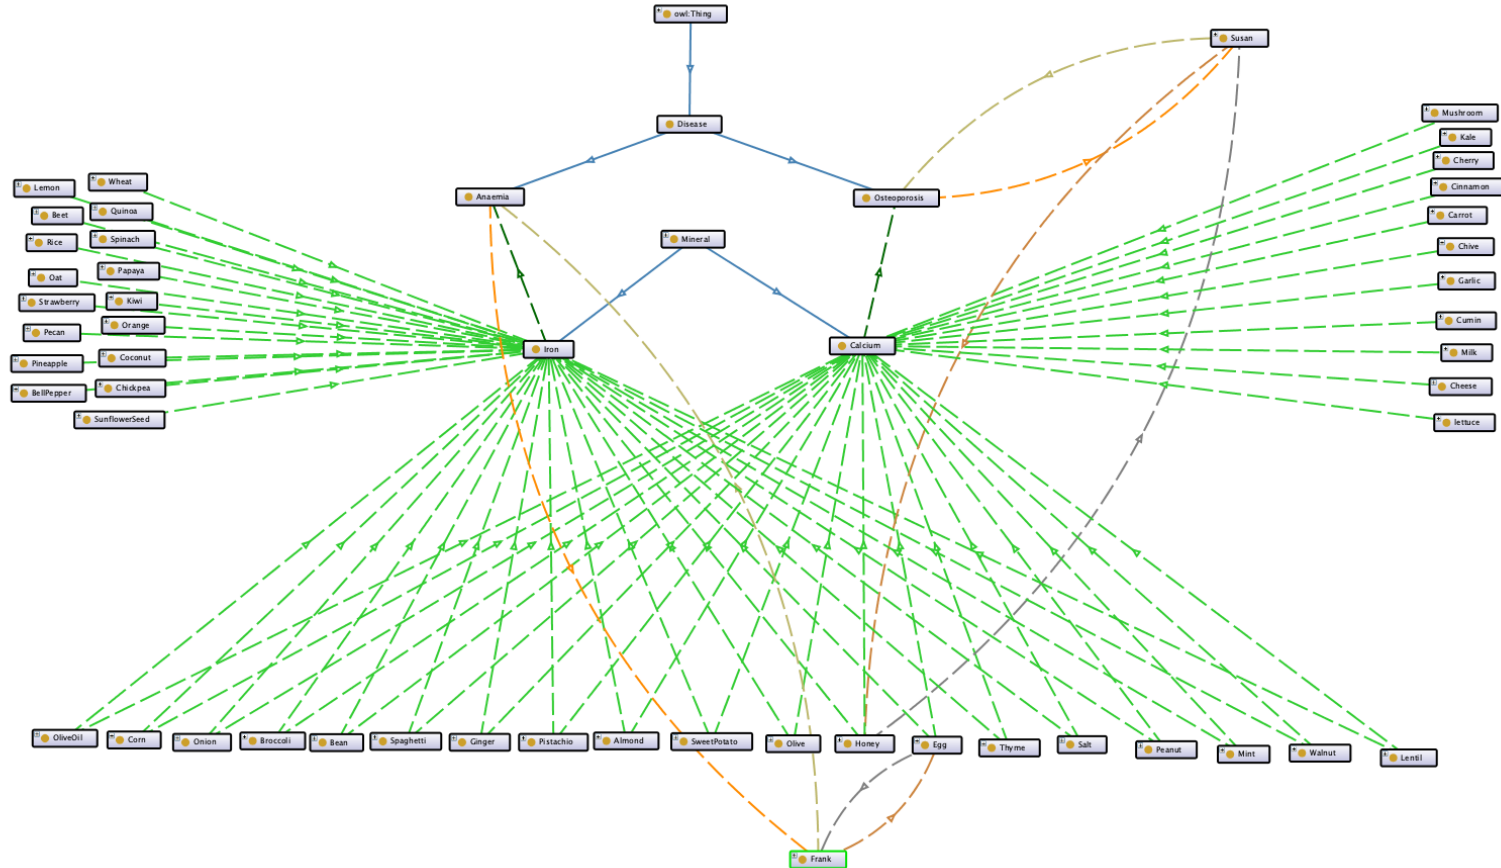 owl:Thing
Susan
Disease
Mushroom
Kale
Cherry
Cinnamon
Carrot
Chive
Garlic
Cumin
Milk
Cheese
lettuce
Anaemia
Osteoporosis
Mineral
Iron
Calcium
Lemon
Wheat
Beet
Quinoa
Rice
Spinach
Oat
Papaya
Strawberry
Kiwi
Pecan
Orange
Pineapple
Coconut
BellPepper
Chickpea
SunflowerSeed
OliveOil
Corn
Onion
Broccoli
Bean
Spaghetti
Ginger
Pistachio
Almond
SweetPotato
Olive
Honey
Egg
Thyme
Salt
Peanut
Mint
Walnut
Lentil
Frank